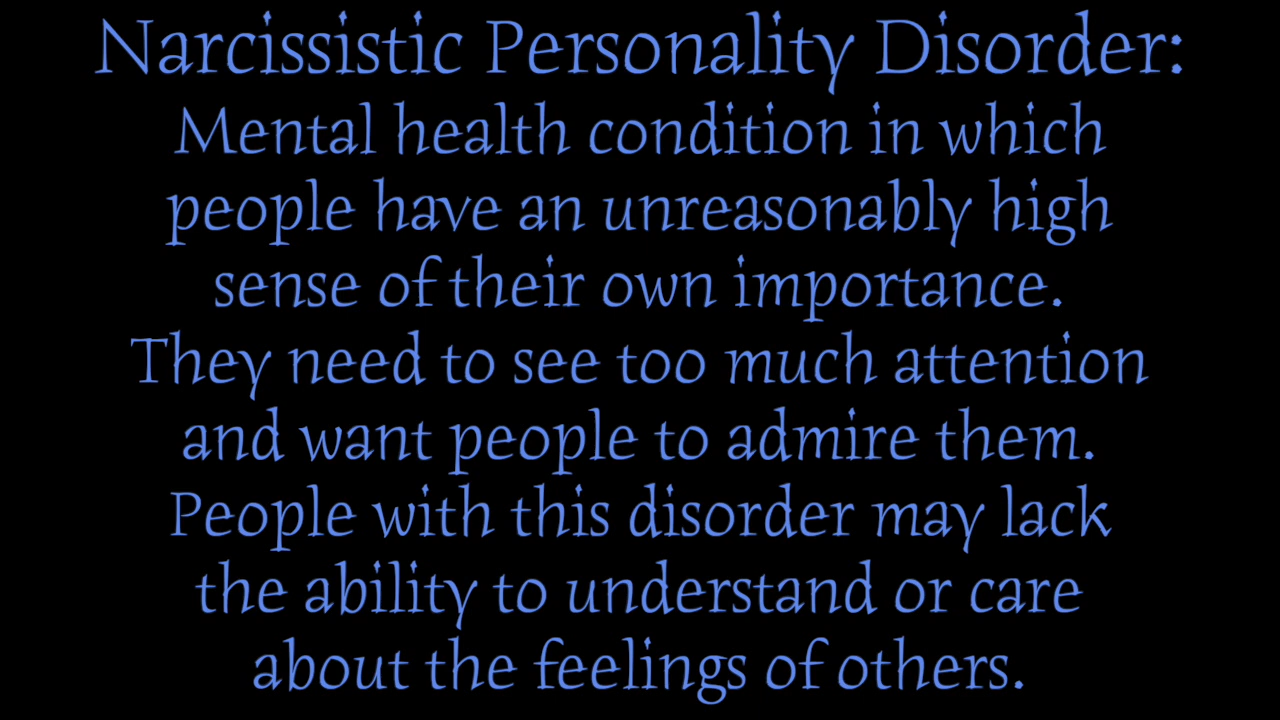 Narcissistic Personality Disorder:
Mental health condition in which
people have an unreasonably high
sense of their own importance.
They need to see too much attention
and want people to admire them.
People with this disorder may lack
the ability to understand or care
about the feelings of others.